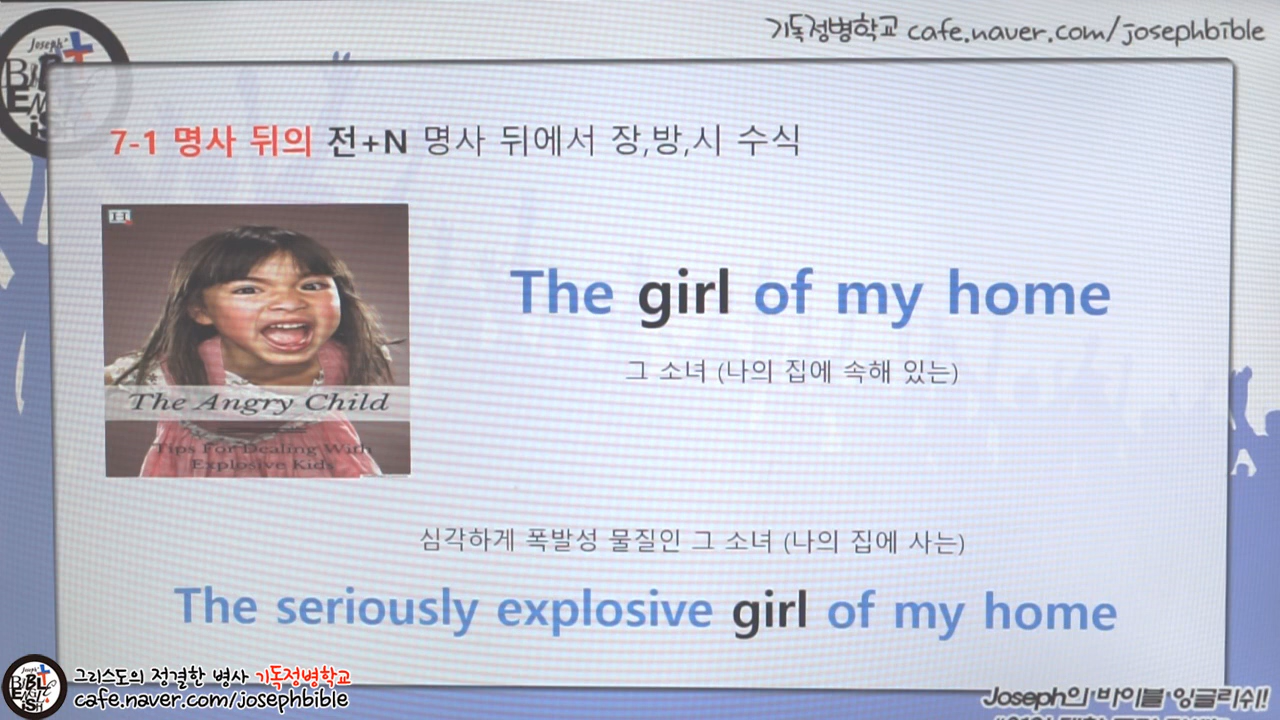 기독정병학교 cafe.naver.com/josephbible
Joseph's
BIBLE
ENGL
ish
7-1 명사 뒤의 전+N 명사 뒤에서 장,방,시 수식
H
The girl of my home
그 소녀 (나의 집에 속해 있는)
The Angry Child
Tips For Dealing With
Explosive Kids
심각하게 폭발성 물질인 그 소녀 (나의 집에 사는)
The seriously explosive girl of my home
그리스도의 정결한 병사 기독정병학교
cafe.naver.com/josephbible
Joseph의 바이블 잉글리쉬!